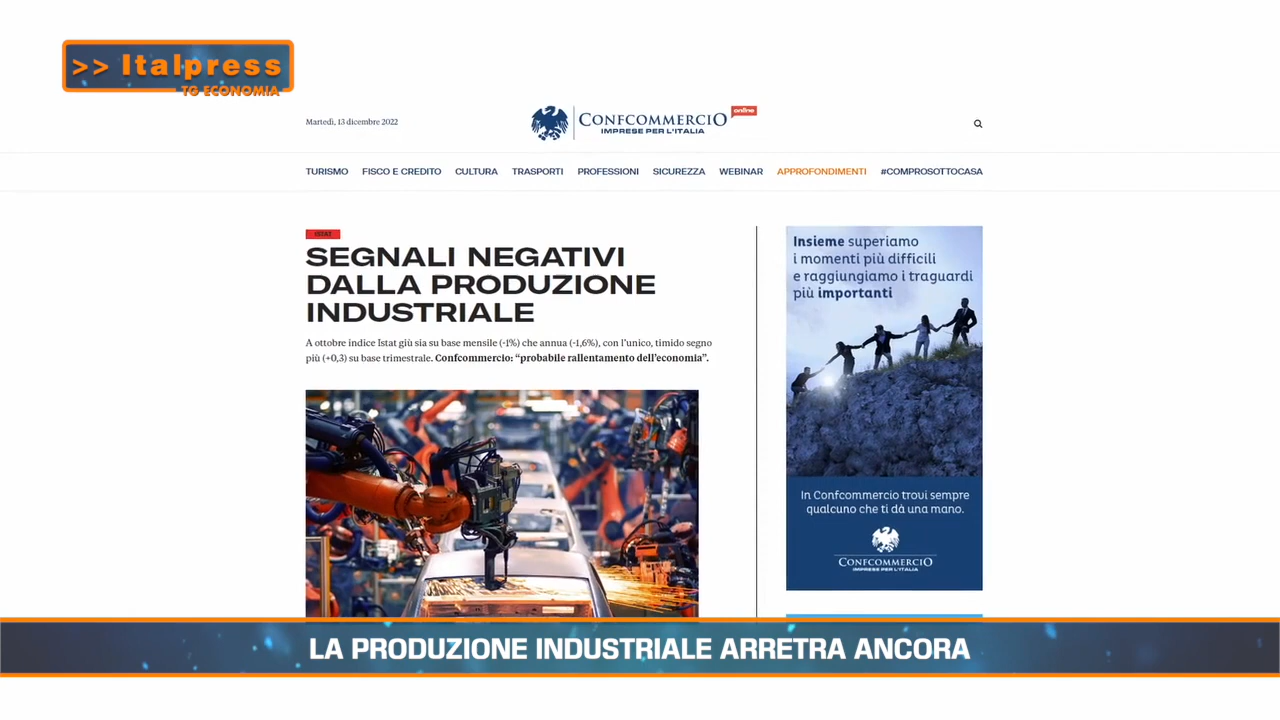 >> Italpress
TG ECONOMIA
Martedì, 13 dicembre 2022
CONFCOMMERCIO
IMPRESE PER L'ITALIA
online
TURISMO FISCO E CREDITO CULTURA TRASPORTI PROFESSIONI SICUREZZA WEBINAR APPROFONDIMENTI #COMPROSOTTOCASA
ISTAT
SEGNALI NEGATIVI
DALLA PRODUZIONE
INDUSTRIALE
A ottobre indice Istat giù sia su base mensile (-1%) che annua (-1,6%), con l'unico, timido segno
più (+0,3) su base trimestrale. Confcommercio: “probabile rallentamento dell'economia”.
Insieme superiamo
i momenti più difficili
e raggiungiamo i traguardi
più importanti
In Confcommercio trovi sempre
qualcuno che ti dà una mano.
CONFCOMMERCIO
IMPRESE PER L'ITALIA
LA PRODUZIONE INDUSTRIALE ARRETRA ANCORA